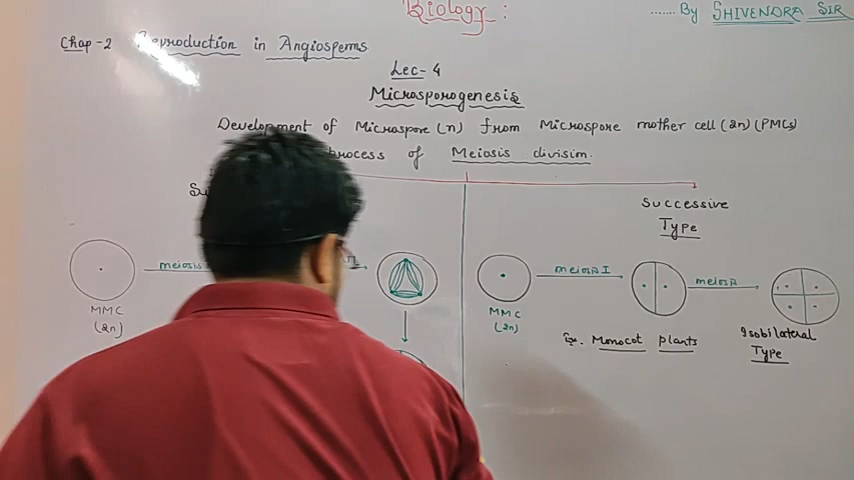 Biology :
...... By SHIVENDRA SIR
Chap-2 Reproduction in Angiosperms
Lec-4
Microsporogenesis
Development of Microspore (n) from Microspore mother cell (2n) (PMCs)
process of Meiosis division.
Successive
Type
meiosis
MMC
(2n)
meiosis I
MMC
(2n)
Ex. Monocot plants
Isobilateral
Type